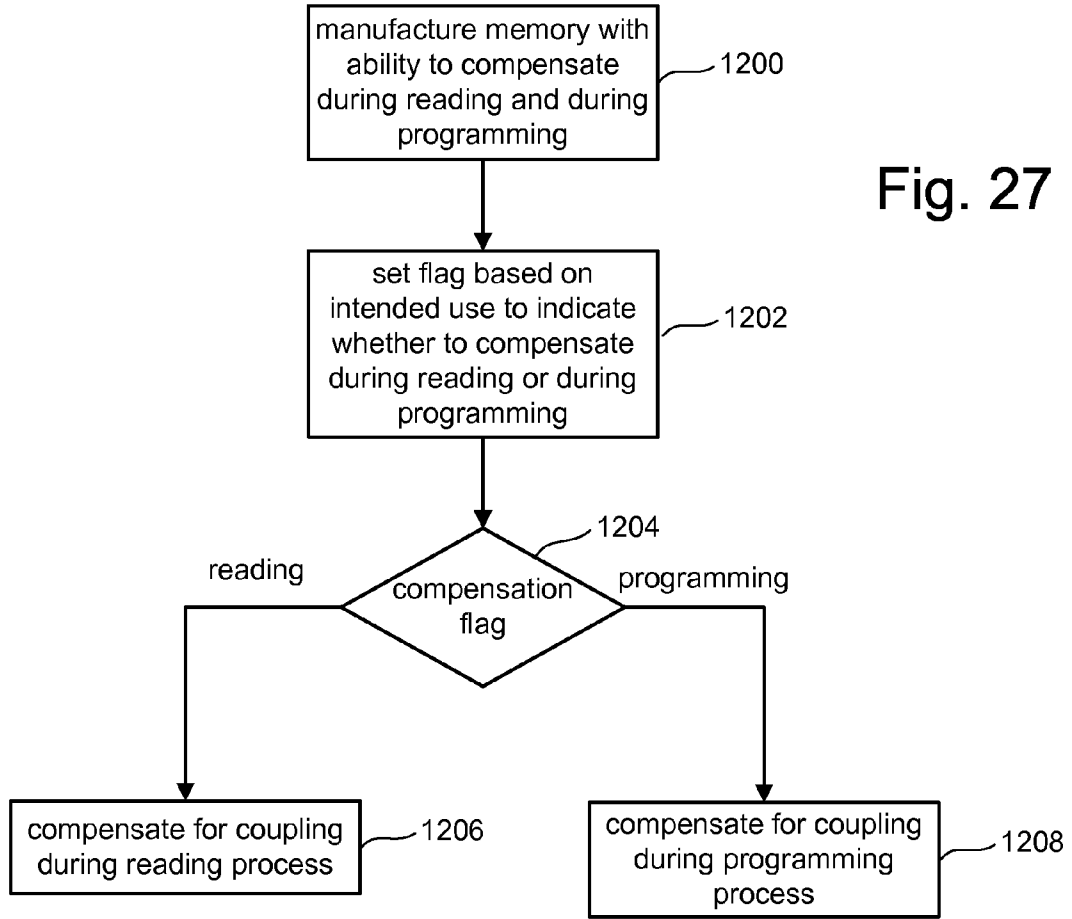 manufacture memory with
ability to compensate
during reading and during
programming
1200
Fig. 27
set flag based on
intended use to indicate
whether to compensate
during reading or during
programming
1202
1204
reading
programming
compensation
flag
compensate for coupling
during reading process
1206
compensate for coupling
during programming
process
1208